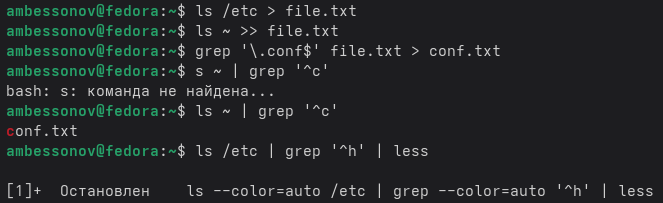 ambessonov@fedora:~$ ls /etc > file.txt
ambessonov@fedora:~$ ls ~ >> file.txt
ambessonov@fedora:~$ grep '\.conf$' file.txt > conf.txt
ambessonov@fedora:~$ s ~ | grep '^c'
bash: s: команда не найдена...
ambessonov@fedora:~$ ls ~ | grep '^c'
conf.txt
ambessonov@fedora:~$ ls /etc | grep '^h' | less
[1]+  Остановлен    ls --color=auto /etc | grep --color=auto '^h' | less